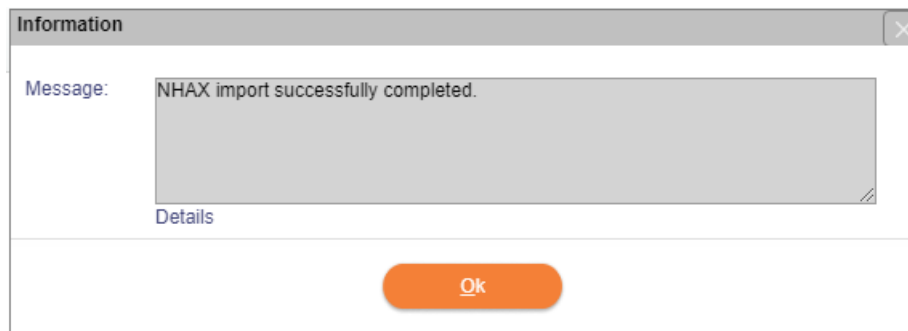 Information
Message:
NHAX import successfully completed.
Details
Ok